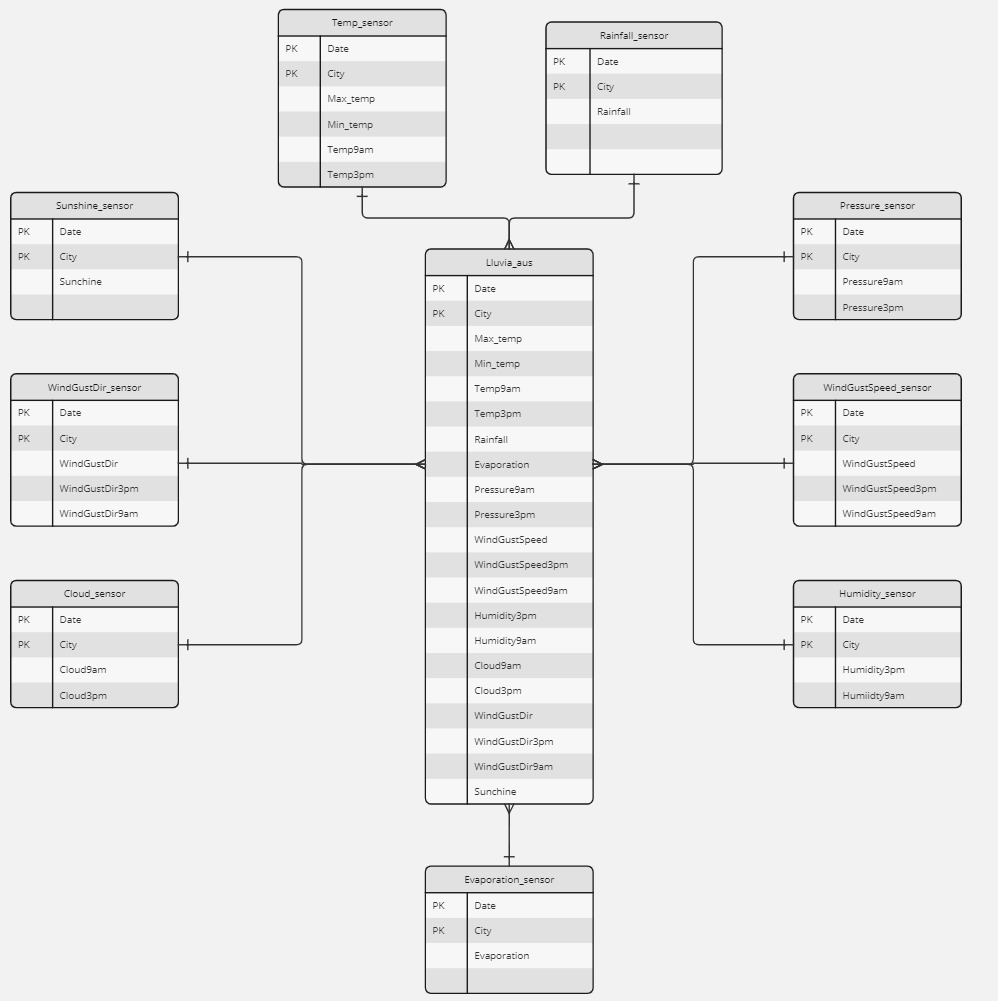 Temp_sensor
PK Date
PK City
Max_temp
Min_temp
Temp9am
Temp3pm
Rainfall_sensor
PK Date
PK City
Rainfall
Sunshine_sensor
PK Date
PK City
Sunchine
Pressure_sensor
PK Date
PK City
Pressure9am
Pressure3pm
Lluvia_aus
PK Date
PK City
Max_temp
Min_temp
Temp9am
Temp3pm
Rainfall
Evaporation
Pressure9am
Pressure3pm
WindGustSpeed
WindGustSpeed3pm
WindGustSpeed9am
Humidity3pm
Humidity9am
Cloud9am
Cloud3pm
WindGustDir
WindGustDir3pm
WindGustDir9am
Sunchine
WindGustDir_sensor
PK Date
PK City
WindGustDir
WindGustDir3pm
WindGustDir9am
WindGustSpeed_sensor
PK Date
PK City
WindGustSpeed
WindGustSpeed3pm
WindGustSpeed9am
Cloud_sensor
PK Date
PK City
Cloud9am
Cloud3pm
Humidity_sensor
PK Date
PK City
Humidity3pm
Humiidty9am
Evaporation_sensor
PK Date
PK City
Evaporation